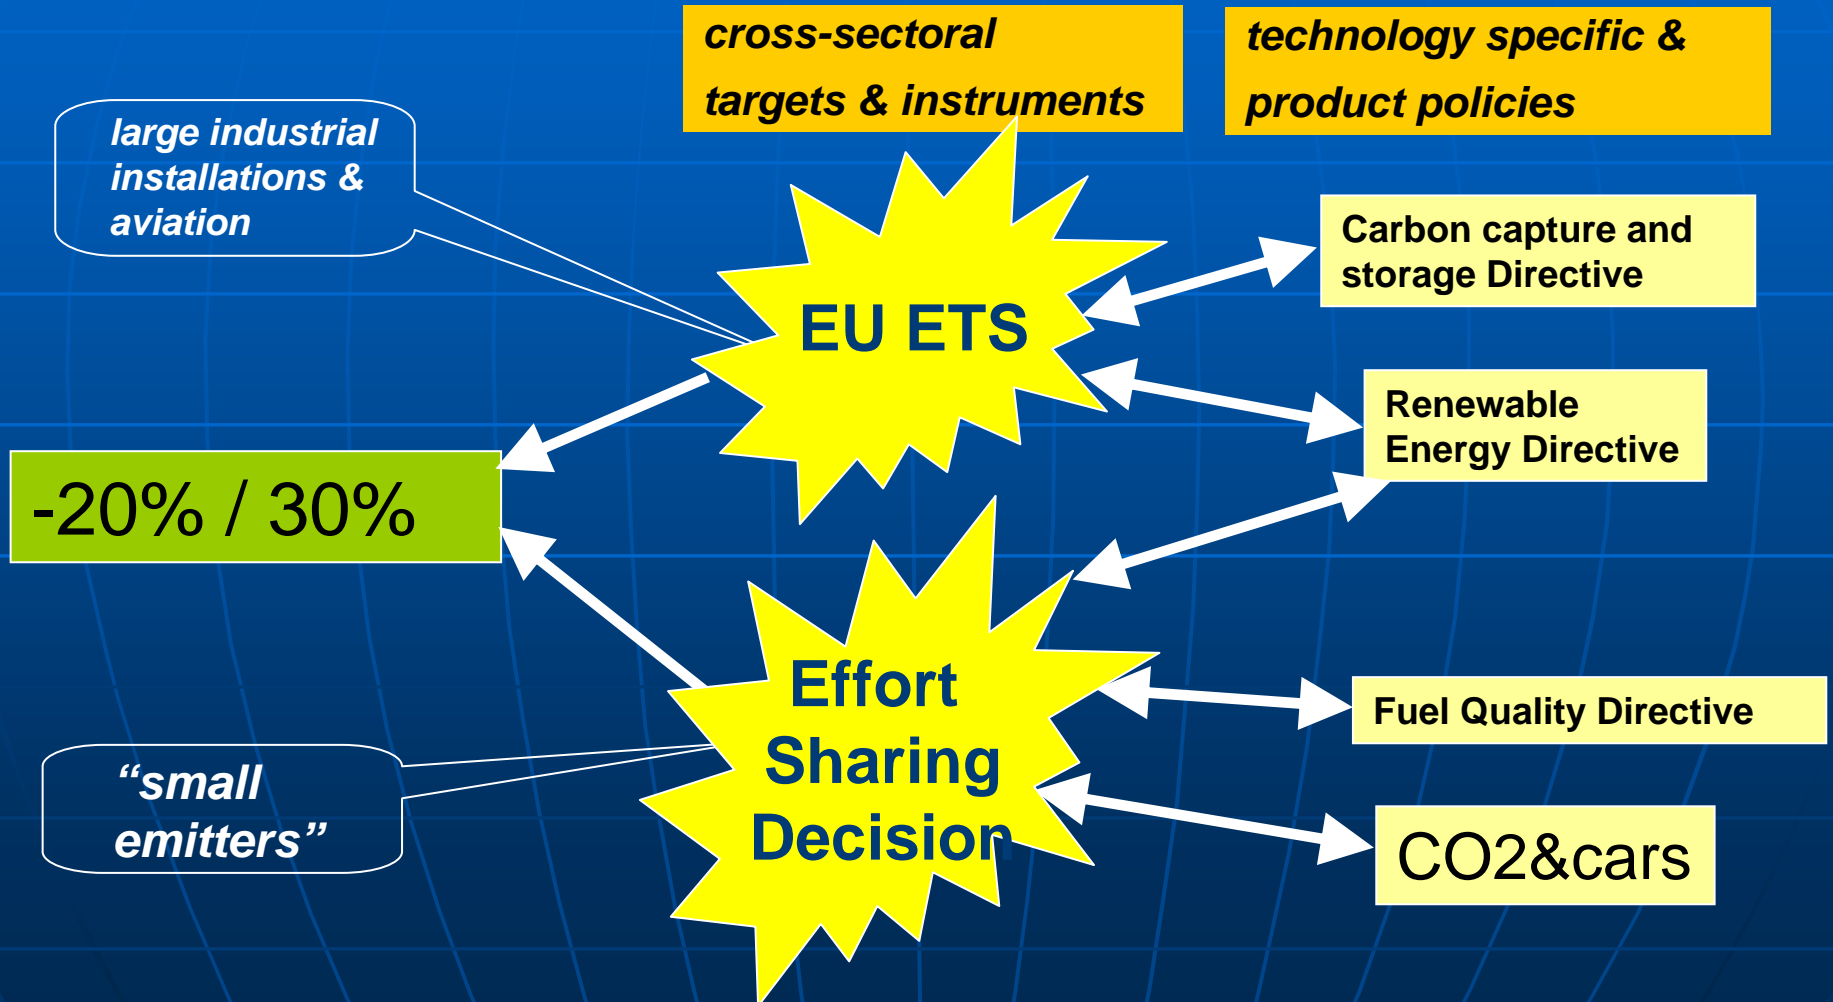 cross-sectoral
targets & instruments
technology specific &
product policies
large industrial
installations &
aviation
EU ETS
Carbon capture and
storage Directive
Renewable
Energy Directive
-20% / 30%
Effort
Sharing
Decision
Fuel Quality Directive
“small
emitters”
CO2&cars